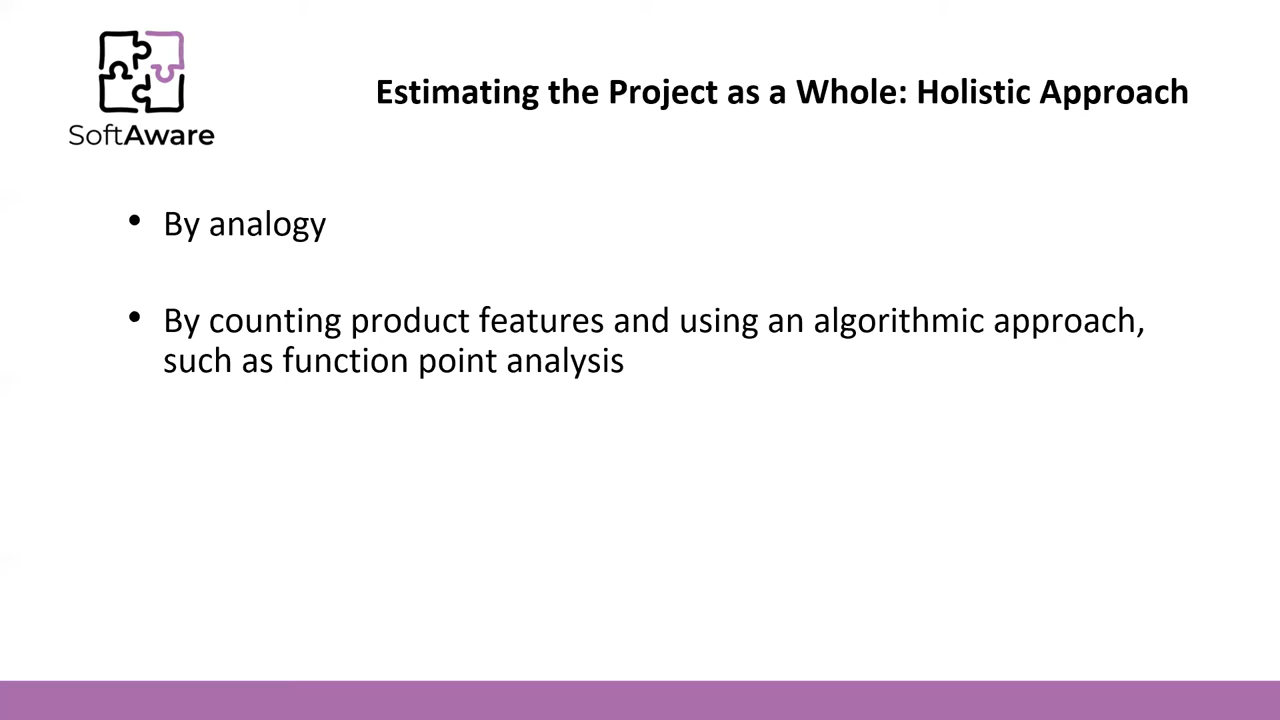 SoftAware
Estimating the Project as a Whole: Holistic Approach
• By analogy
• By counting product features and using an algorithmic approach,
such as function point analysis